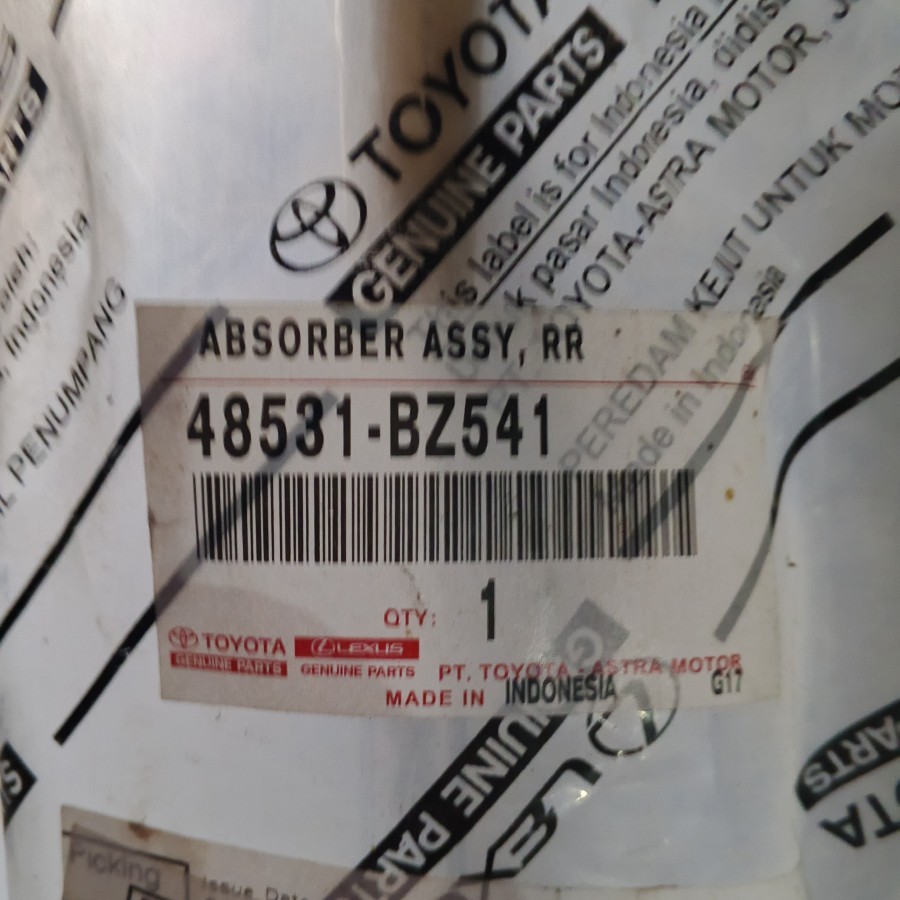 TOYOTA
GENUINE PARTS
This label is for Indonesia
pasar Indonesia, didis
TOYOTA-ASTRA MOTOR, J
PEREDAM KEJUT UNTUK MO
Made in Indonesia
Indonesia
PENUMPANG
ABSORBER ASSY, RR
48531-BZ541
QTY: 1
TOYOTA LEXUS
GENUINE PARTS GENUINE PARTS PT. TOYOTA - ASTRA MOTOR
MADE IN INDONESIA G17
PARTS
Picking
Issue Date